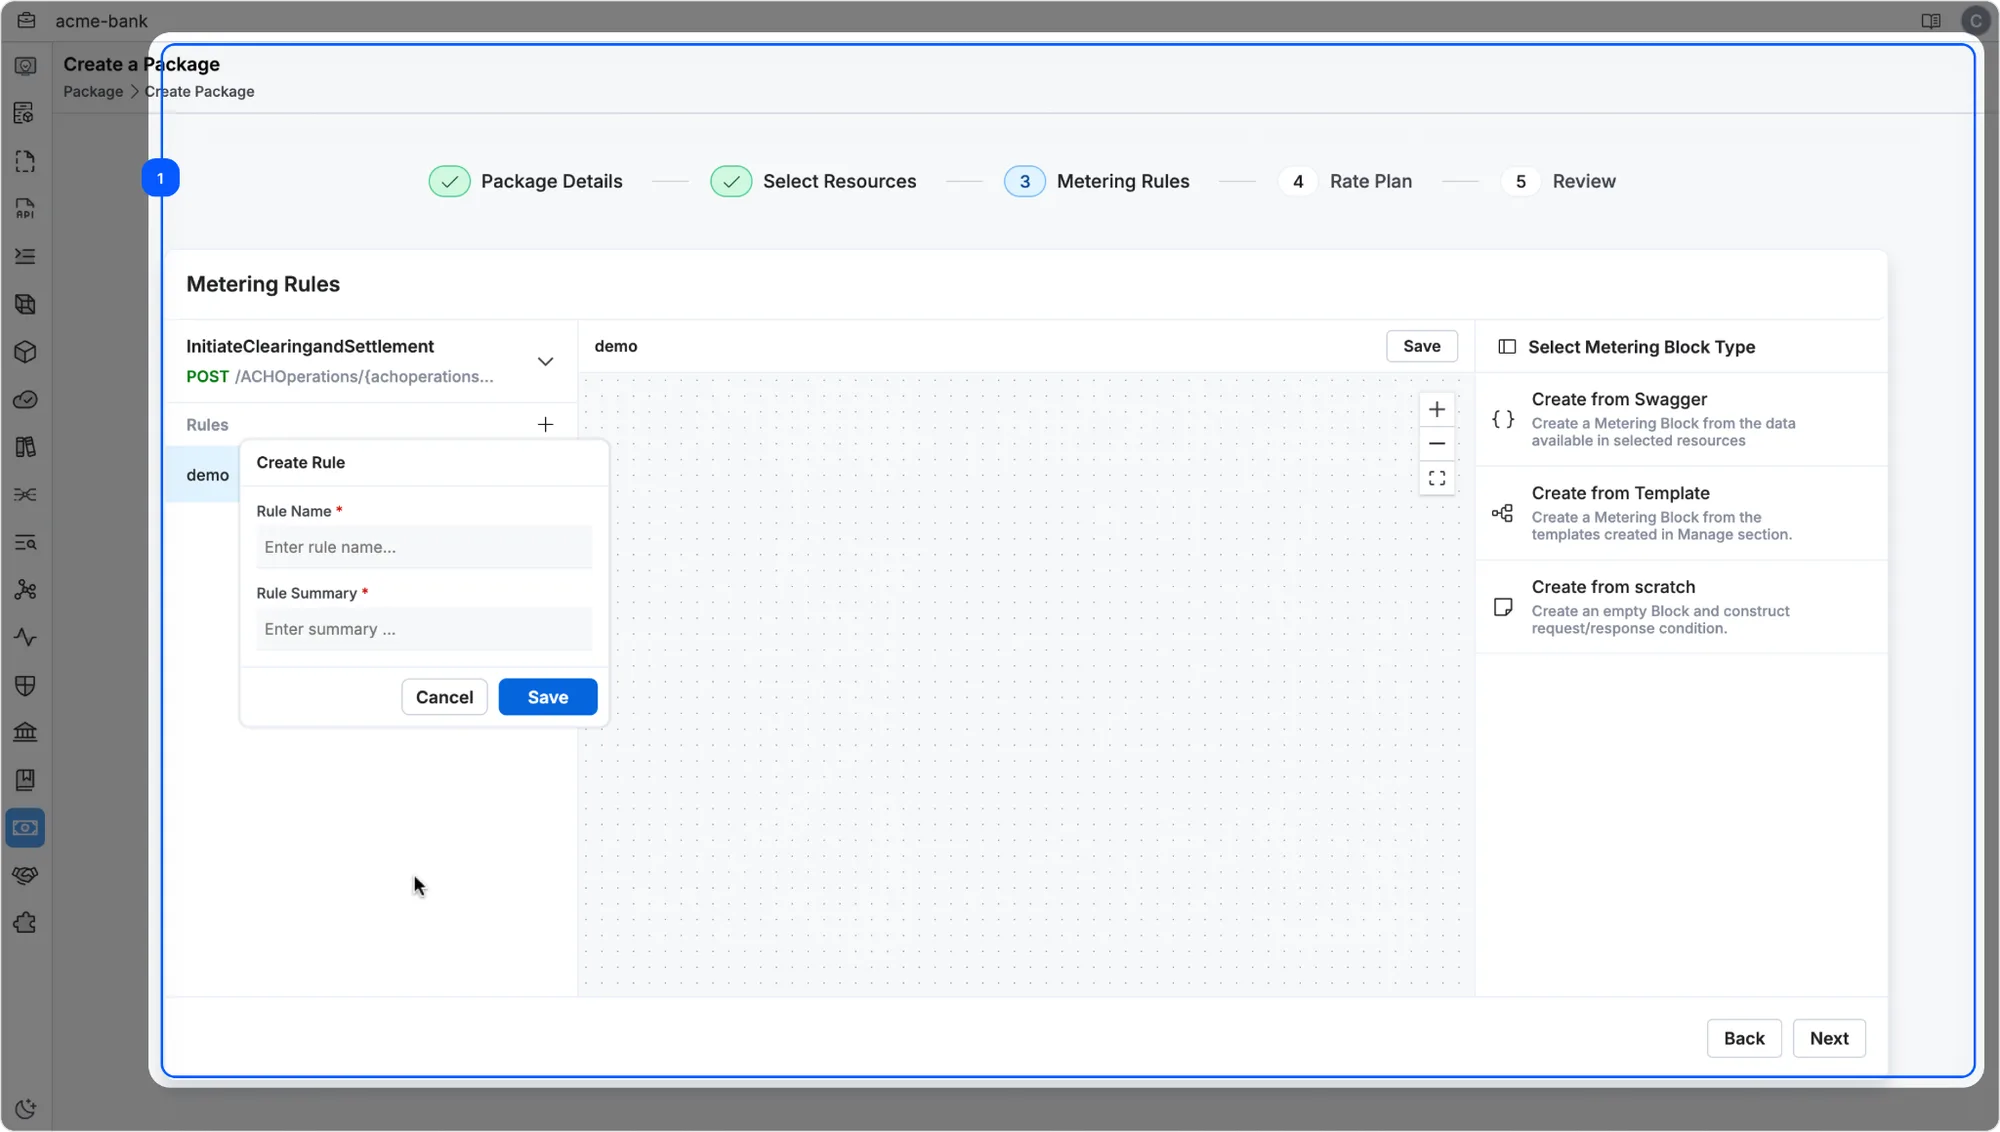 acme-bank
C
Create a Package
Package > Create Package
1
Package Details
Select Resources
3 Metering Rules
4 Rate Plan
5 Review
Metering Rules
InitiateClearingandSettlement
POST /ACHOperations/{achoperations...
Rules
demo
Create Rule
Rule Name *
Enter rule name...
Rule Summary *
Enter summary ...
Cancel
Save
demo
Save
Select Metering Block Type
Create from Swagger
Create a Metering Block from the data
available in selected resources
Create from Template
Create a Metering Block from the
templates created in Manage section.
Create from scratch
Create an empty Block and construct
request/response condition.
Back
Next
API